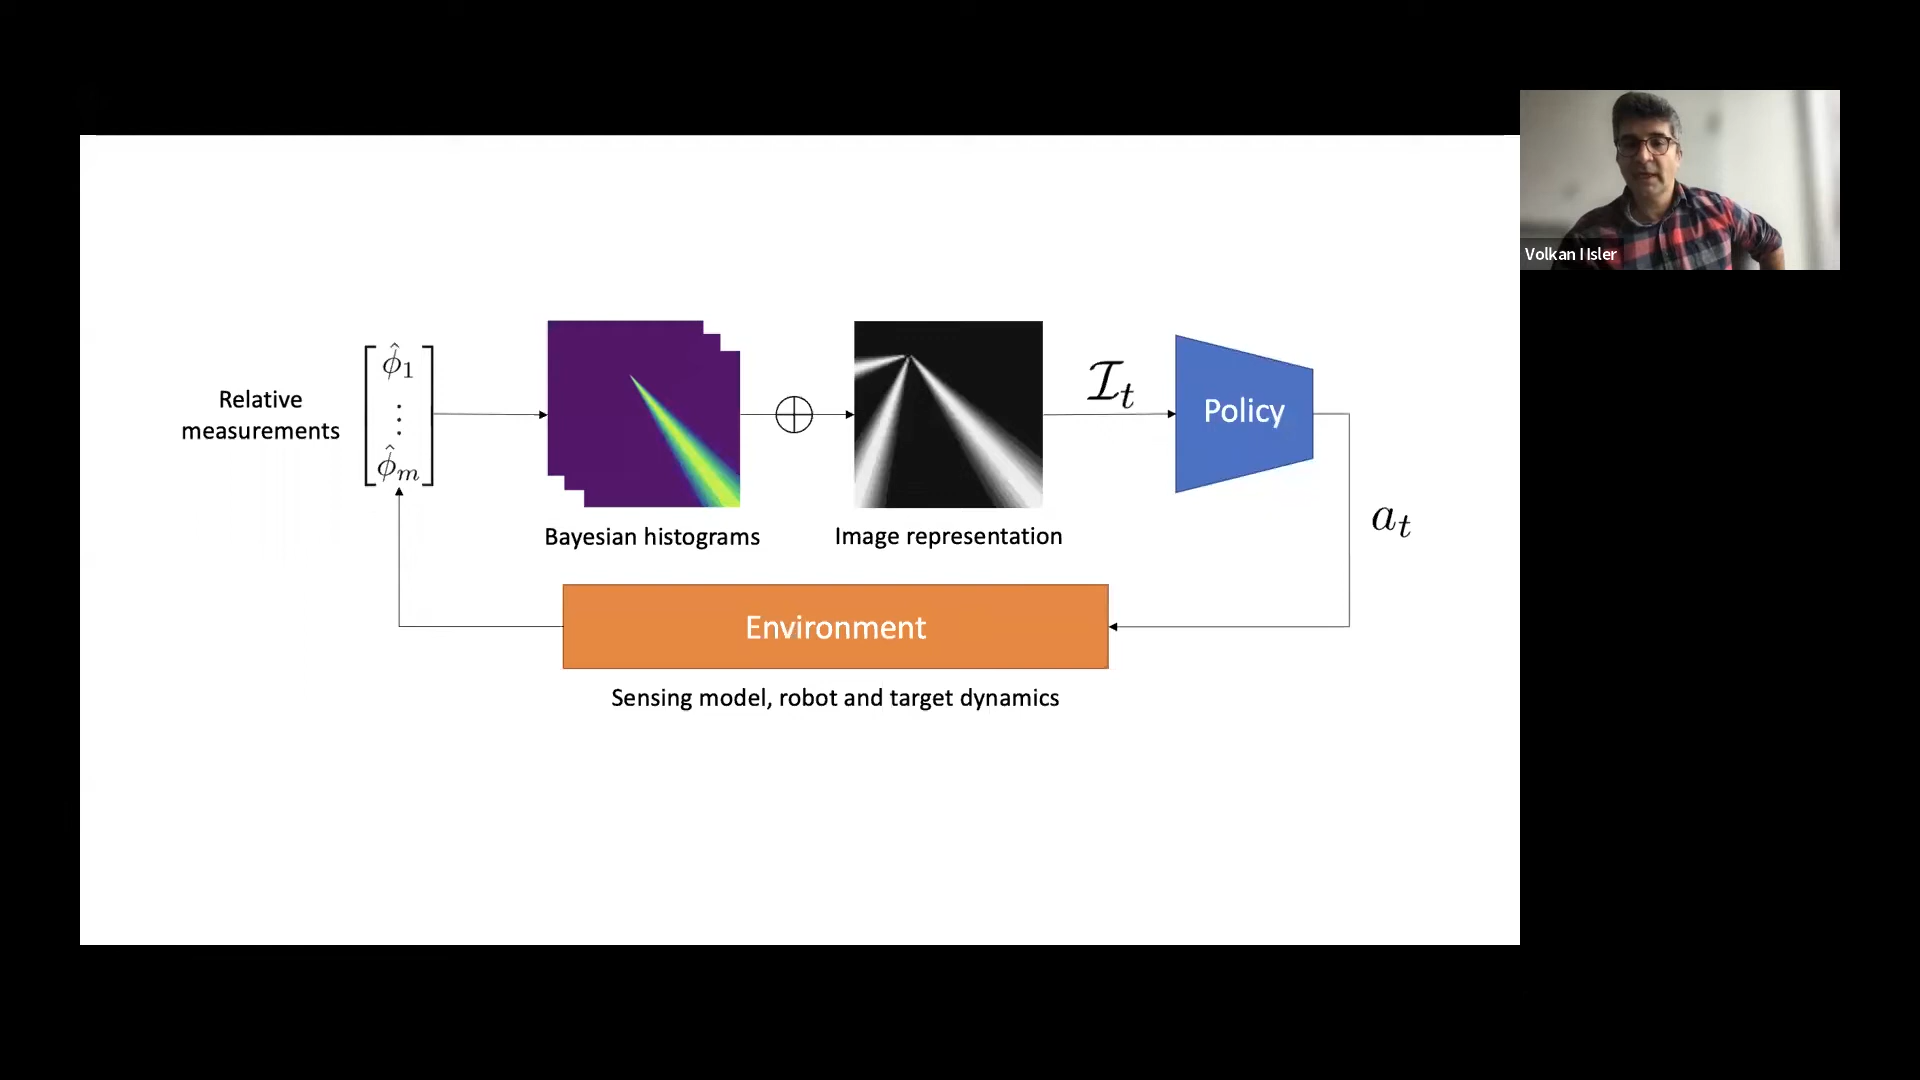 Volkan I Isler
Relative
measurements
ϕ̂₁
⋮
ϕ̂ₘ
Bayesian histograms
⊕
Image representation
ℐₜ
Policy
aₜ
Environment
Sensing model, robot and target dynamics